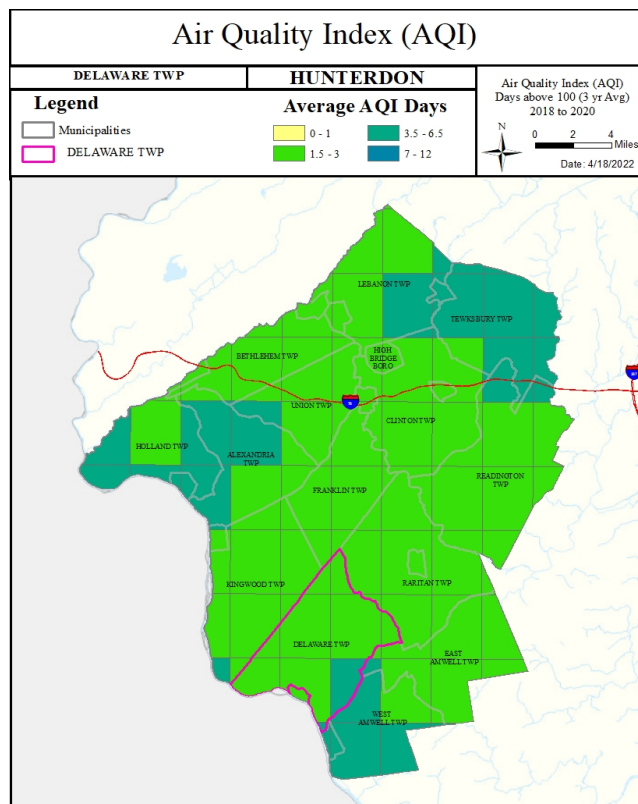 Air Quality Index (AQI)
DELAWARE TWP
HUNTERDON
Air Quality Index (AQI)
Days above 100 (3 yr Avg)
2018 to 2020
Legend
Municipalities
DELAWARE TWP
Average AQI Days
0 - 1
3.5 - 6.5
1.5 - 3
7 - 12
N
0 2 4
Miles
Date: 4/18/2022
LEBANON TWP
TEWKSBURY TWP
BETHLEHEM TWP
HIGH
BRIDGE
BORO
UNION TWP
CLINTON TWP
HOLLAND TWP
ALEXANDRIA
TWP
READINGTON
TWP
FRANKLIN TWP
KINGWOOD TWP
RARITAN TWP
DELAWARE TWP
EAST
AMWELL TWP
WEST
AMWELL TWP